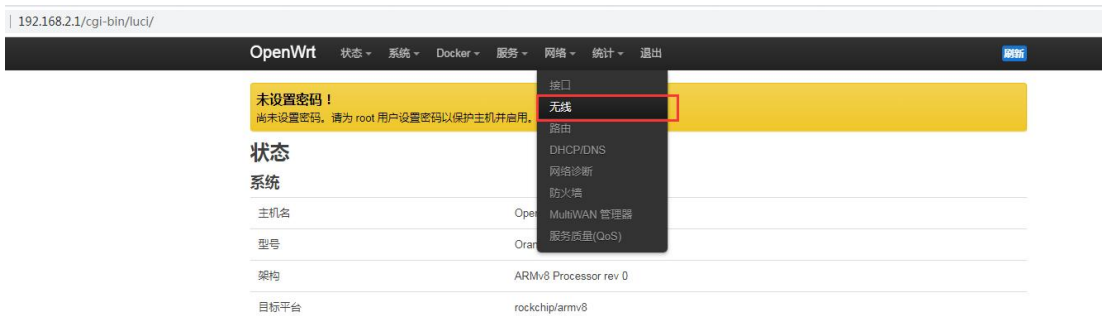 192.168.2.1/cgi-bin/luci/
OpenWrt 状态 系统 Docker 服务 网络 统计 退出 刷新
接口
无线
路由
DHCP/DNS
网络诊断
防火墙
MultiWAN 管理器
服务质量(QoS)
未设置密码！
尚未设置密码。请为 root 用户设置密码以保护主机并启用。
状态
系统
主机名 Oper
型号 Oran
架构 ARMv8 Processor rev 0
目标平台 rockchip/armv8